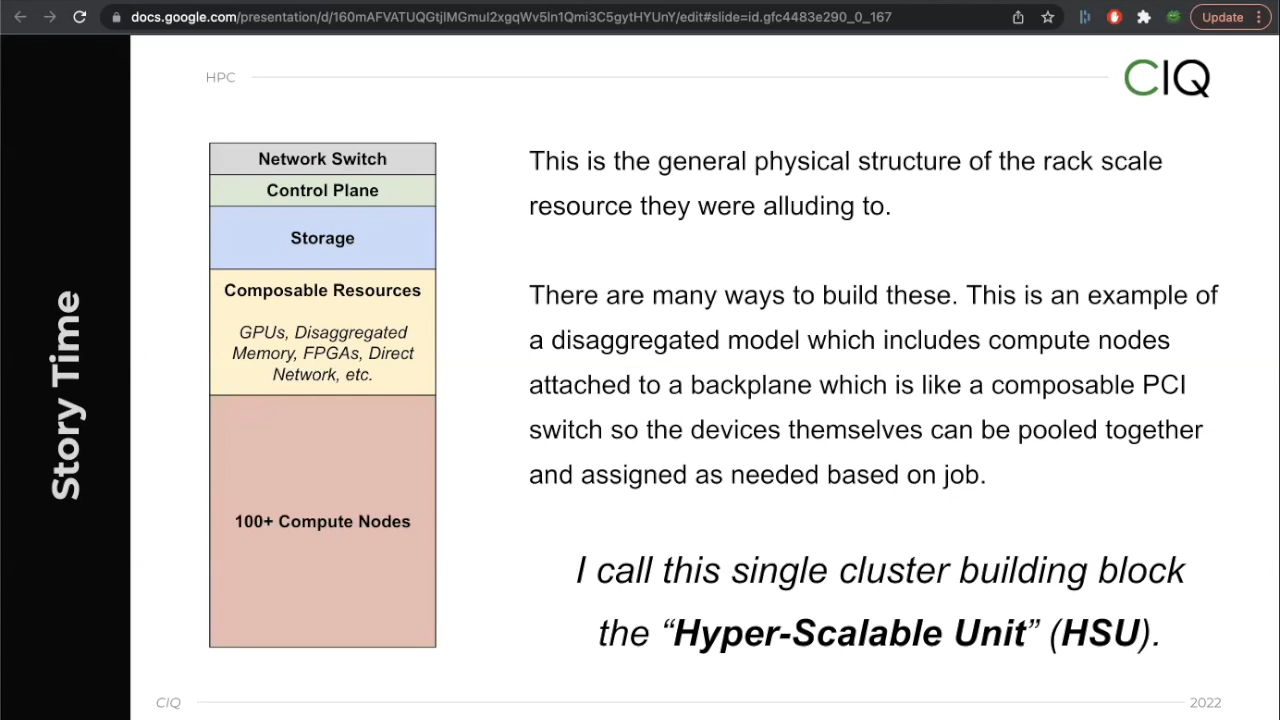 docs.google.com/presentation/d/160mAFVATUQGtjlMGmul2xgqWv5ln1Qmi3C5gytHYUnY/edit#slide=id.gfc4483e290_0_167
Update
HPC
CIQ
Story Time
Network Switch
Control Plane
Storage
Composable Resources
GPUs, Disaggregated
Memory, FPGAs, Direct
Network, etc.
100+ Compute Nodes
This is the general physical structure of the rack scale
resource they were alluding to.
There are many ways to build these. This is an example of
a disaggregated model which includes compute nodes
attached to a backplane which is like a composable PCI
switch so the devices themselves can be pooled together
and assigned as needed based on job.
I call this single cluster building block
the “Hyper-Scalable Unit” (HSU).
CIQ
2022